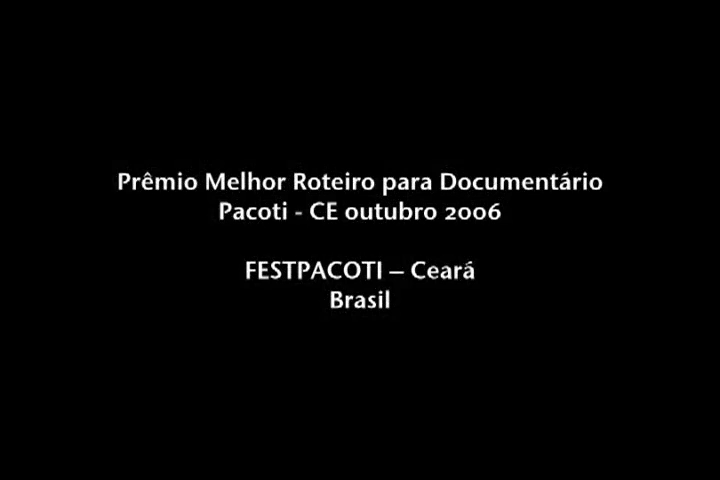 Prêmio Melhor Roteiro para Documentário
Pacoti - CE outubro 2006
FESTPACOTI – Ceará
Brasil